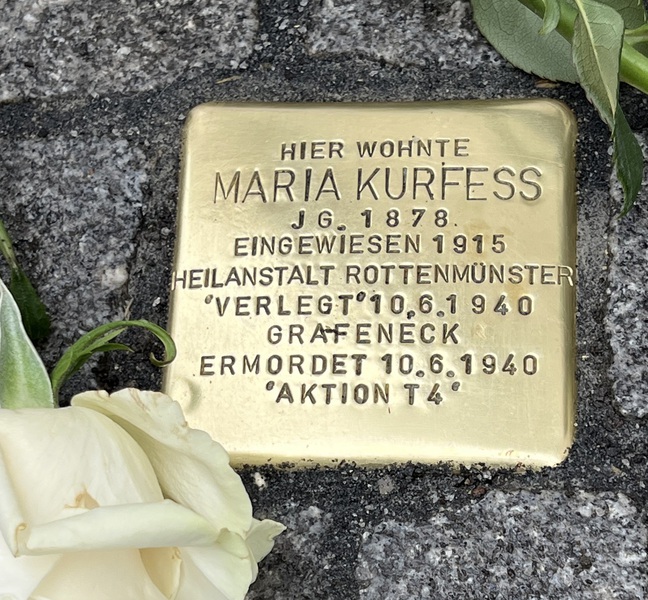 HIER WOHNTE
MARIA KURFESS
JG. 1878
EINGEWIESEN 1915
HEILANSTALT ROTTENMÜNSTER
"VERLEGT" 10.6.1940
GRAFENECK
ERMORDET 10.6.1940
"AKTION T4"